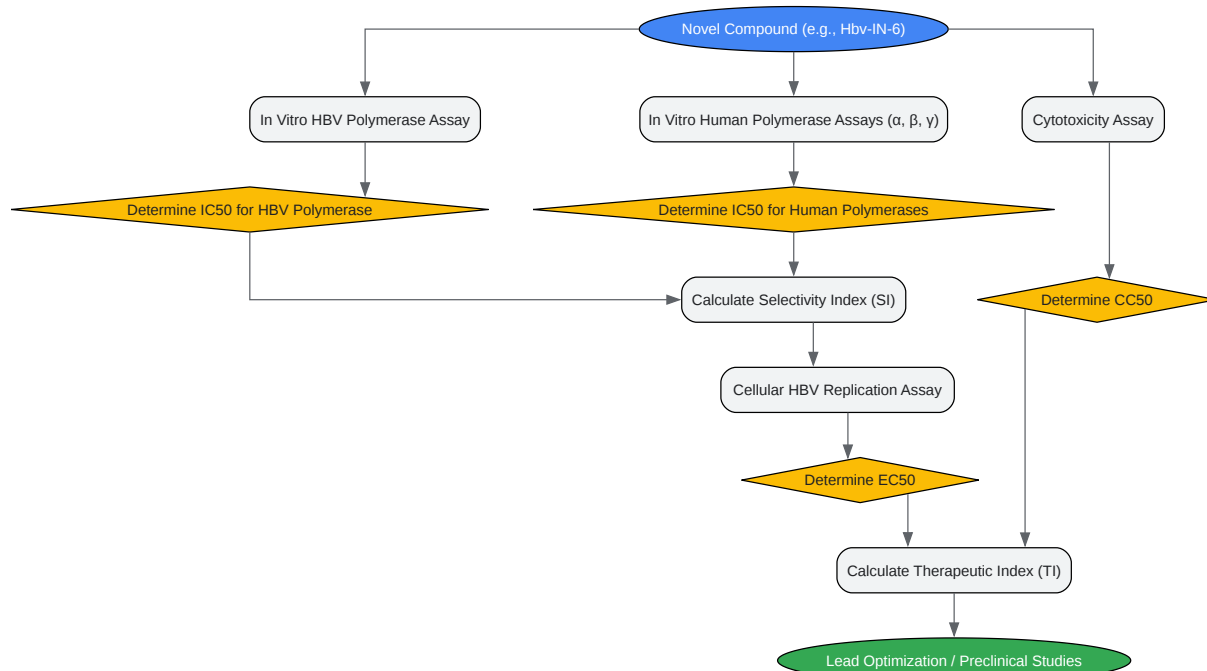 Novel Compound (e.g., Hbv-IN-6)
In Vitro HBV Polymerase Assay
In Vitro Human Polymerase Assays (α, β, γ)
Cytotoxicity Assay
Determine IC50 for HBV Polymerase
Determine IC50 for Human Polymerases
Calculate Selectivity Index (SI)
Determine CC50
Cellular HBV Replication Assay
Determine EC50
Calculate Therapeutic Index (TI)
Lead Optimization / Preclinical Studies